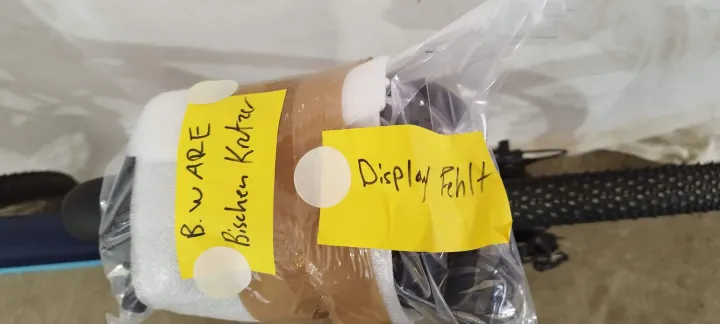 B.WARE
Bischen Kratzer
Display Fehlt